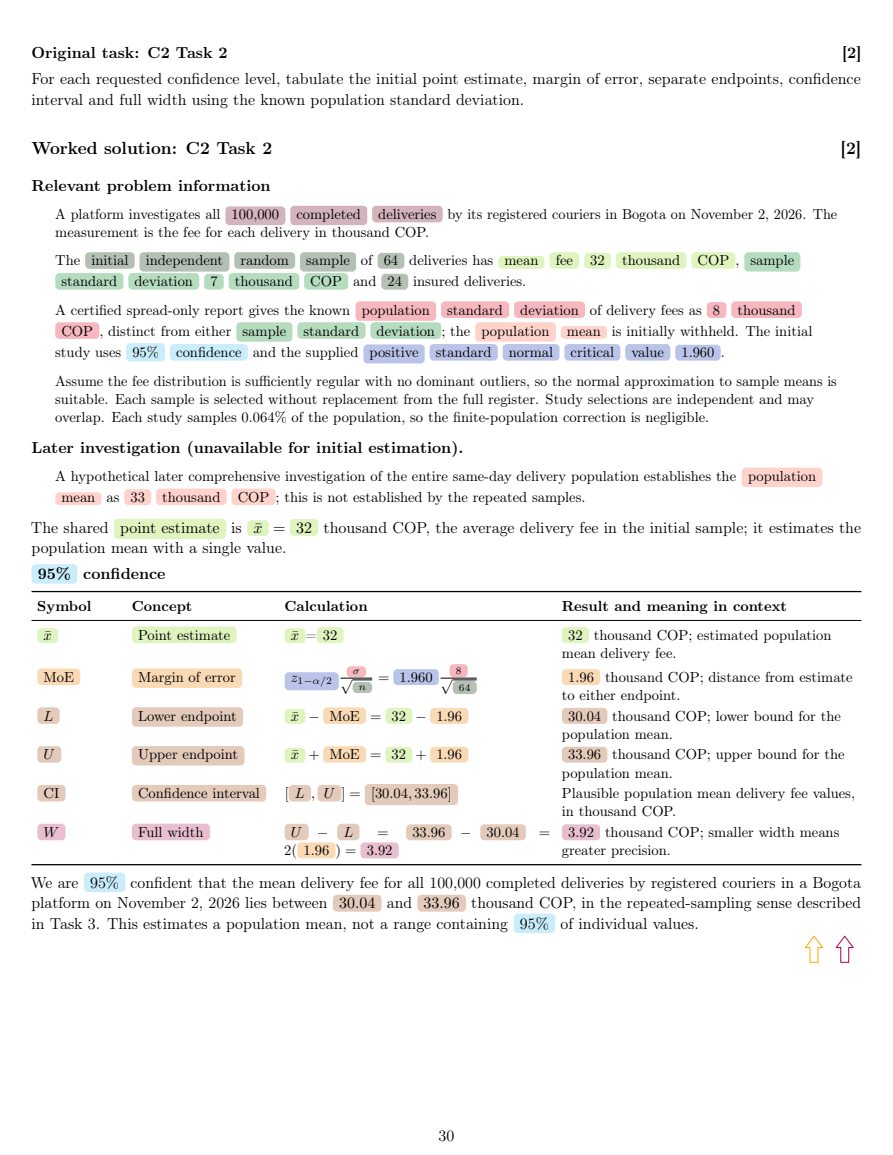 Original task: C2 Task 2 [2]
For each requested confidence level, tabulate the initial point estimate, margin of error, separate endpoints, confidence
interval and full width using the known population standard deviation.
Worked solution: C2 Task 2 [2]
Relevant problem information
A platform investigates all 100,000 completed deliveries by its registered couriers in Bogota on November 2, 2026. The
measurement is the fee for each delivery in thousand COP.
The initial independent random sample of 64 deliveries has mean fee 32 thousand COP, sample
standard deviation 7 thousand COP and 24 insured deliveries.
A certified spread-only report gives the known population standard deviation of delivery fees as 8 thousand
COP, distinct from either sample standard deviation; the population mean is initially withheld. The initial
study uses 95% confidence and the supplied positive standard normal critical value 1.960.
Assume the fee distribution is sufficiently regular with no dominant outliers, so the normal approximation to sample means is
suitable. Each sample is selected without replacement from the full register. Study selections are independent and may
overlap. Each study samples 0.064% of the population, so the finite-population correction is negligible.
Later investigation (unavailable for initial estimation).
A hypothetical later comprehensive investigation of the entire same-day delivery population establishes the population
mean as 33 thousand COP; this is not established by the repeated samples.
The shared point estimate is x̄ = 32 thousand COP, the average delivery fee in the initial sample; it estimates the
population mean with a single value.
95% confidence
Symbol Concept Calculation Result and meaning in context
x̄ Point estimate x̄ = 32 32 thousand COP; estimated population
mean delivery fee.
MoE Margin of error z₁₋α/₂ σ/√n = 1.960 8/√64 1.96 thousand COP; distance from estimate
to either endpoint.
L Lower endpoint x̄ − MoE = 32 − 1.96 30.04 thousand COP; lower bound for the
population mean.
U Upper endpoint x̄ + MoE = 32 + 1.96 33.96 thousand COP; upper bound for the
population mean.
CI Confidence interval [L, U] = [30.04, 33.96] Plausible population mean delivery fee values,
in thousand COP.
W Full width U − L = 33.96 − 30.04 = 3.92 thousand COP; smaller width means
2(1.96) = 3.92 greater precision.
We are 95% confident that the mean delivery fee for all 100,000 completed deliveries by registered couriers in a Bogota
platform on November 2, 2026 lies between 30.04 and 33.96 thousand COP, in the repeated-sampling sense described
in Task 3. This estimates a population mean, not a range containing 95% of individual values.
30